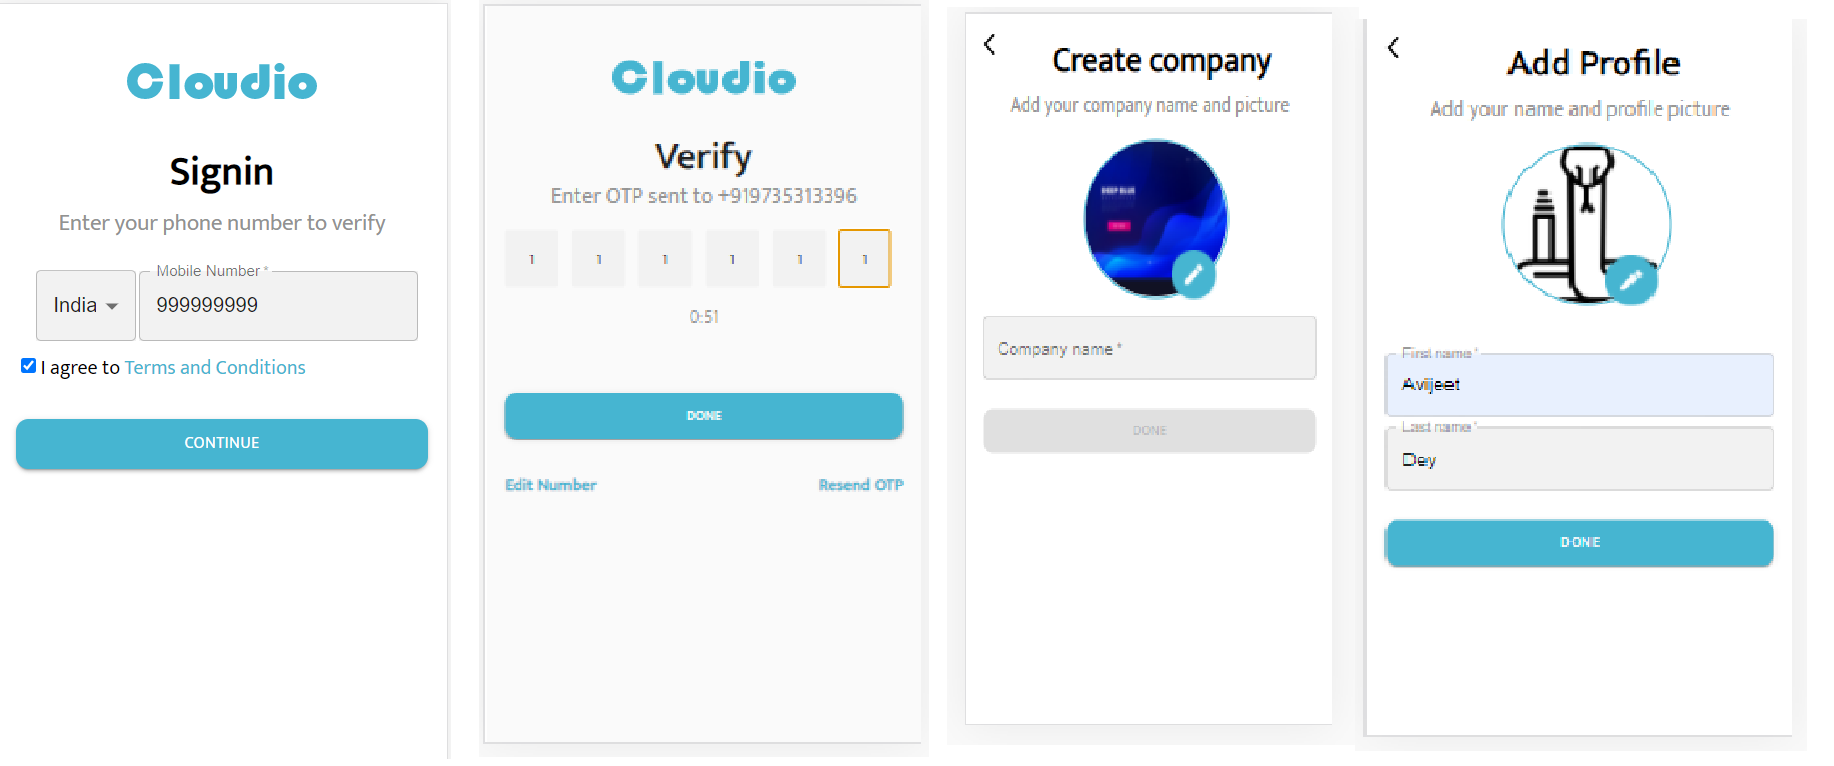 Cloudio
Signin
Enter your phone number to verify
India
Mobile Number *
999999999
I agree to Terms and Conditions
CONTINUE
Cloudio
Verify
Enter OTP sent to +919735313396
1 1 1 1 1 1
0:51
DONE
Edit Number Resend OTP
Create company
Add your company name and picture
DEEP BLUE
Company name *
DONE
Add Profile
Add your name and profile picture
First name *
Avijeet
Last name *
Dey
DONE